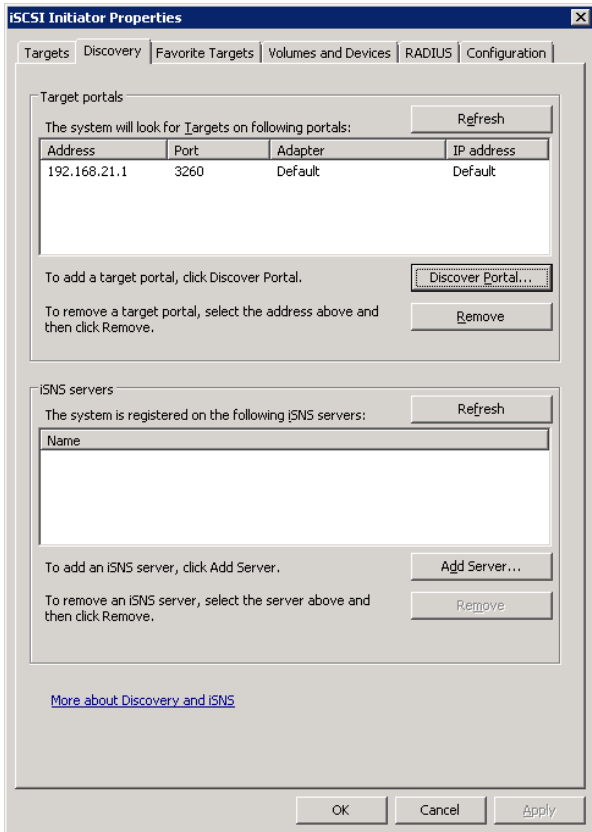 iSCSI Initiator Properties
Targets Discovery Favorite Targets Volumes and Devices RADIUS Configuration
Target portals
The system will look for Targets on following portals:
Refresh
Address Port Adapter IP address
192.168.21.1 3260 Default Default
To add a target portal, click Discover Portal.
Discover Portal...
To remove a target portal, select the address above and
then click Remove.
Remove
iSNS servers
The system is registered on the following iSNS servers:
Refresh
Name
To add an iSNS server, click Add Server.
Add Server...
To remove an iSNS server, select the server above and
then click Remove.
Remove
More about Discovery and iSNS
OK Cancel Apply